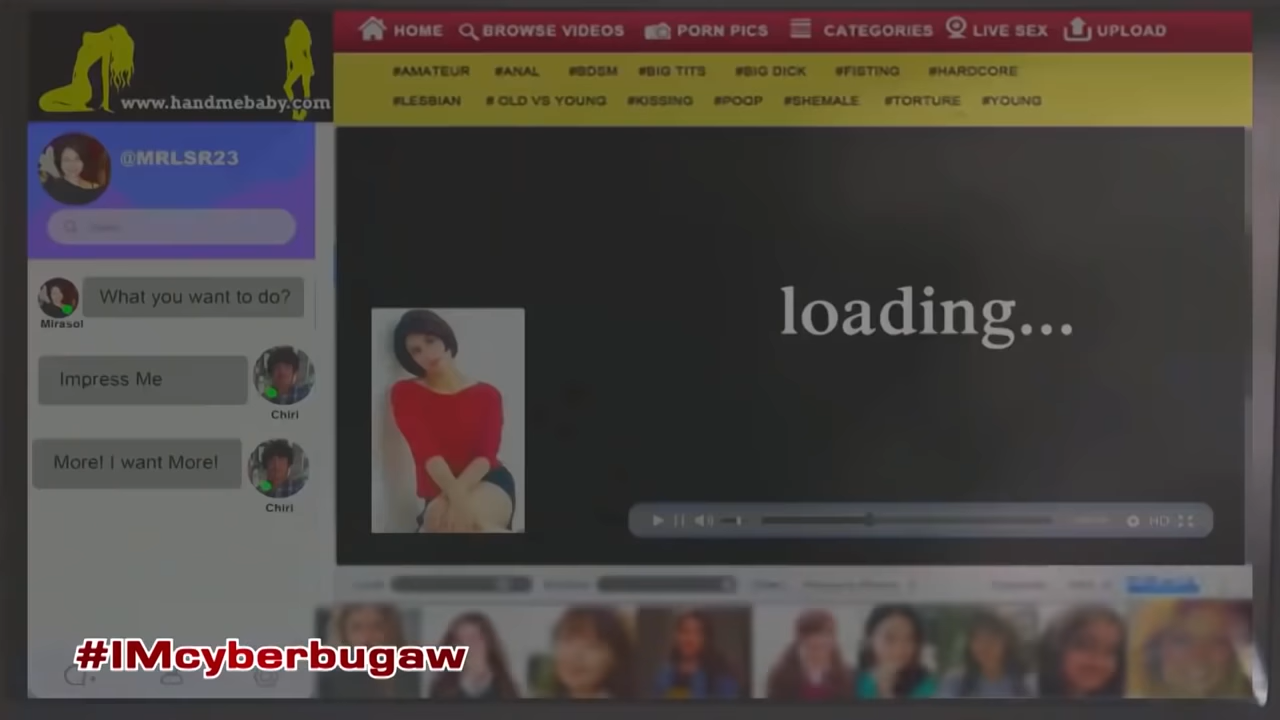 HOME BROWSE VIDEOS PORN PICS CATEGORIES LIVE SEX UPLOAD
#AMATEUR #ANAL #BDSM #BIG TITS #BIG DICK #FISTING #HARDCORE
#LESBIAN # OLD VS YOUNG #KISSING #POOP #SHEMALE #TORTURE #YOUNG
www.handmebaby.com
@MRLSR23
What you want to do?
Mirasol
Impress Me
Chiri
More! I want More!
Chiri
loading...
HD
#IMcyberbugaw